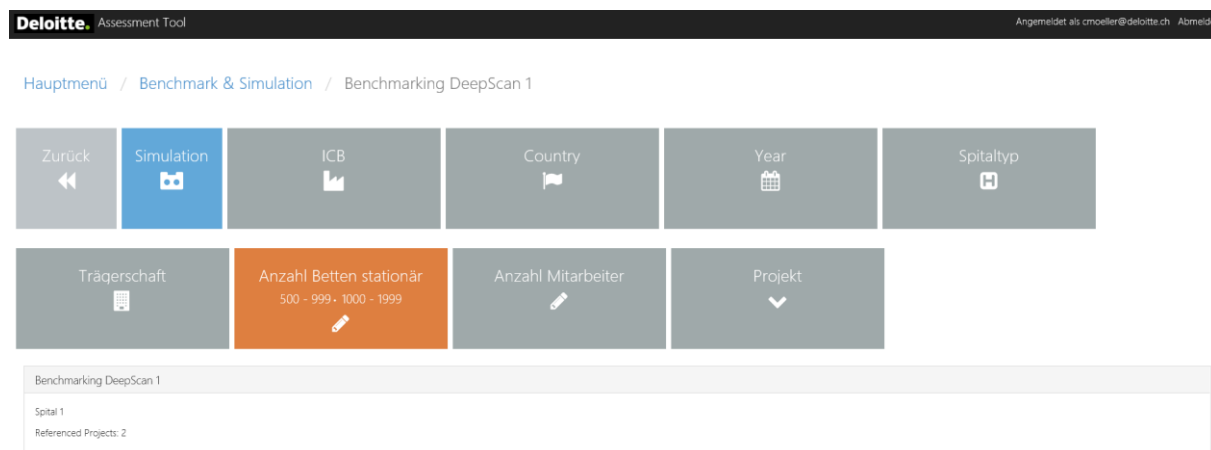 Deloitte. Assessment Tool
Angemeldet als cmoeller@deloitte.ch Abmeld
Hauptmenü / Benchmark & Simulation / Benchmarking DeepScan 1
Zurück
Simulation
ICB
Country
Year
Spitaltyp
Trägerschaft
Anzahl Betten stationär
500 - 999 • 1000 - 1999
Anzahl Mitarbeiter
Projekt
Benchmarking DeepScan 1
Spital 1
Referenced Projects: 2